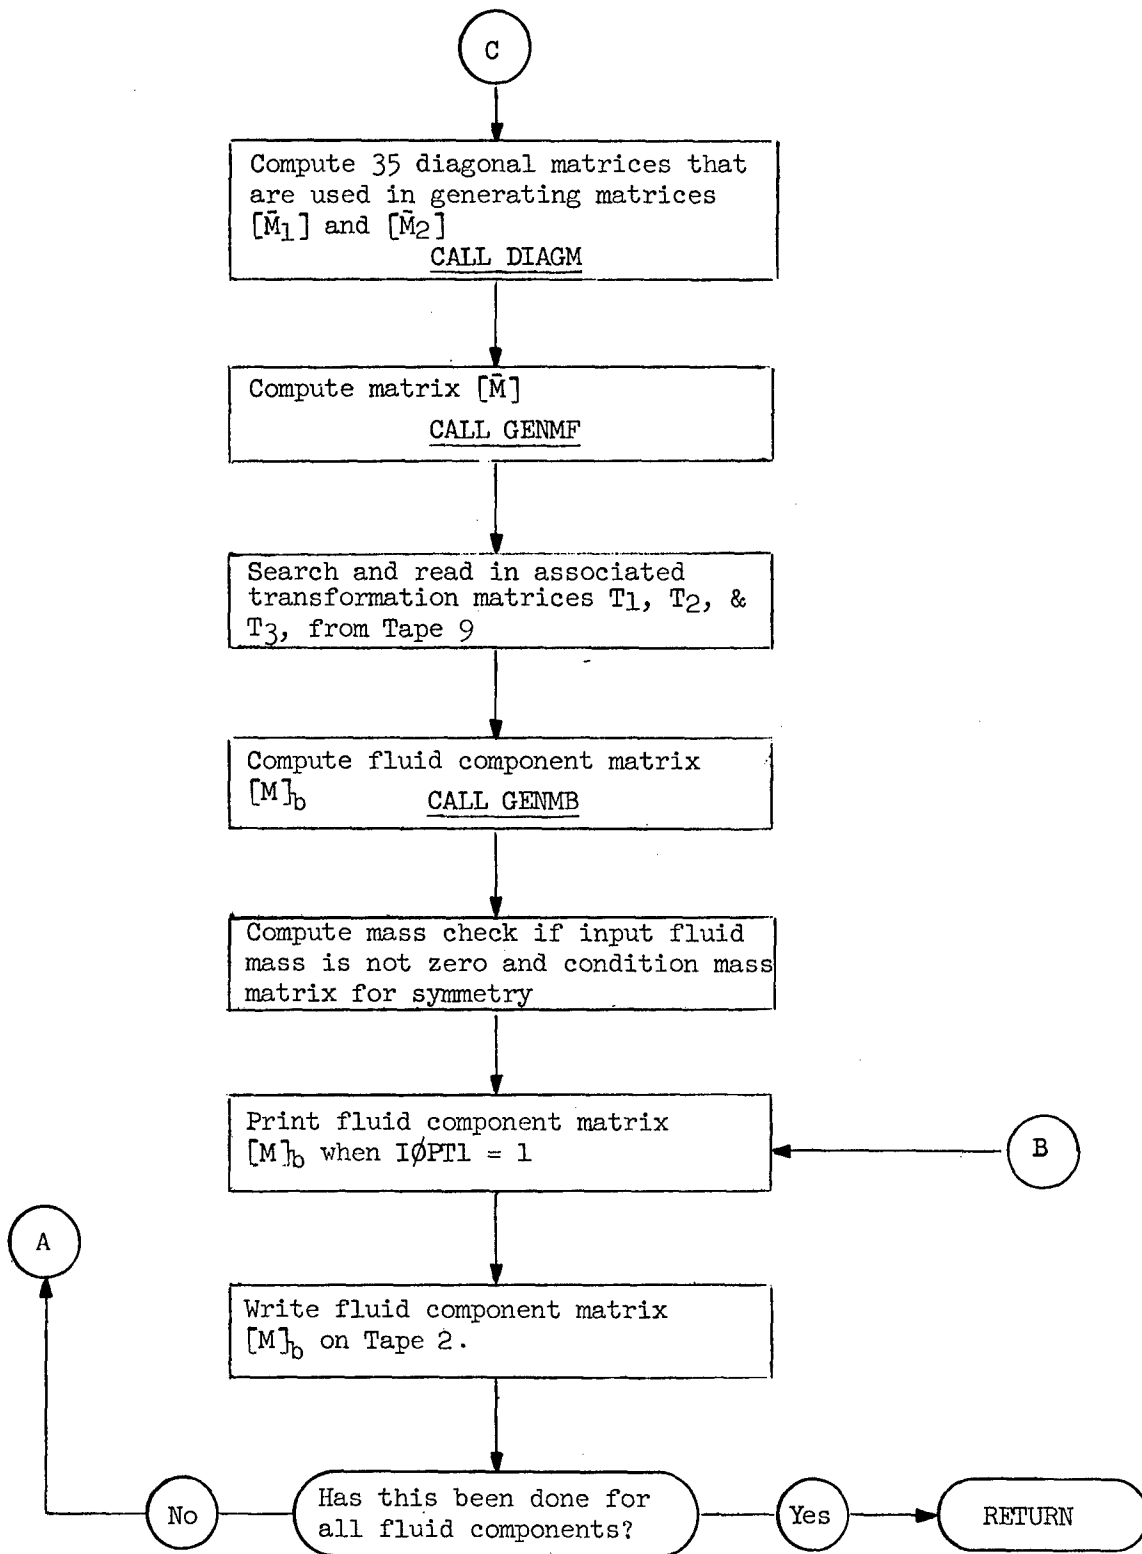 C
Compute 35 diagonal matrices that
are used in generating matrices
[M̄1] and [M̄2]
CALL DIAGM
Compute matrix [M̄]
CALL GENMF
Search and read in associated
transformation matrices T1, T2, &
T3, from Tape 9
Compute fluid component matrix
[M]b CALL GENMB
Compute mass check if input fluid
mass is not zero and condition mass
matrix for symmetry
Print fluid component matrix
[M]b when IØPT1 = 1
B
A
Write fluid component matrix
[M]b on Tape 2.
No
Has this been done for
all fluid components?
Yes
RETURN